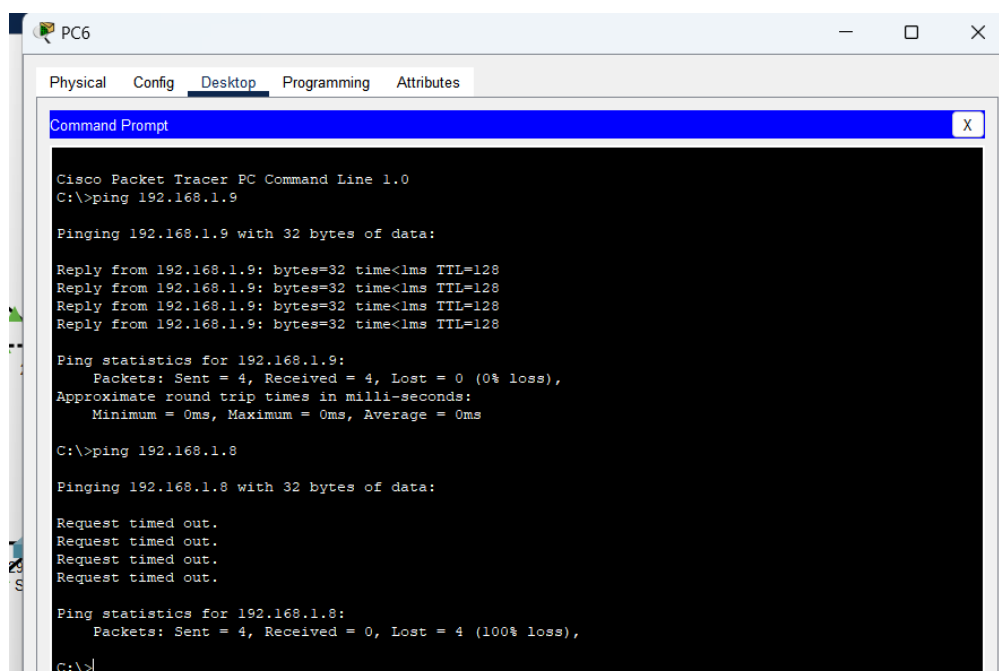 PC6
Physical Config Desktop Programming Attributes
Command Prompt
X
Cisco Packet Tracer PC Command Line 1.0
C:\>ping 192.168.1.9
Pinging 192.168.1.9 with 32 bytes of data:
Reply from 192.168.1.9: bytes=32 time<1ms TTL=128
Reply from 192.168.1.9: bytes=32 time<1ms TTL=128
Reply from 192.168.1.9: bytes=32 time<1ms TTL=128
Reply from 192.168.1.9: bytes=32 time<1ms TTL=128
Ping statistics for 192.168.1.9:
Packets: Sent = 4, Received = 4, Lost = 0 (0% loss),
Approximate round trip times in milli-seconds:
Minimum = 0ms, Maximum = 0ms, Average = 0ms
C:\>ping 192.168.1.8
Pinging 192.168.1.8 with 32 bytes of data:
Request timed out.
Request timed out.
Request timed out.
Request timed out.
Ping statistics for 192.168.1.8:
Packets: Sent = 4, Received = 0, Lost = 4 (100% loss),
C:\>